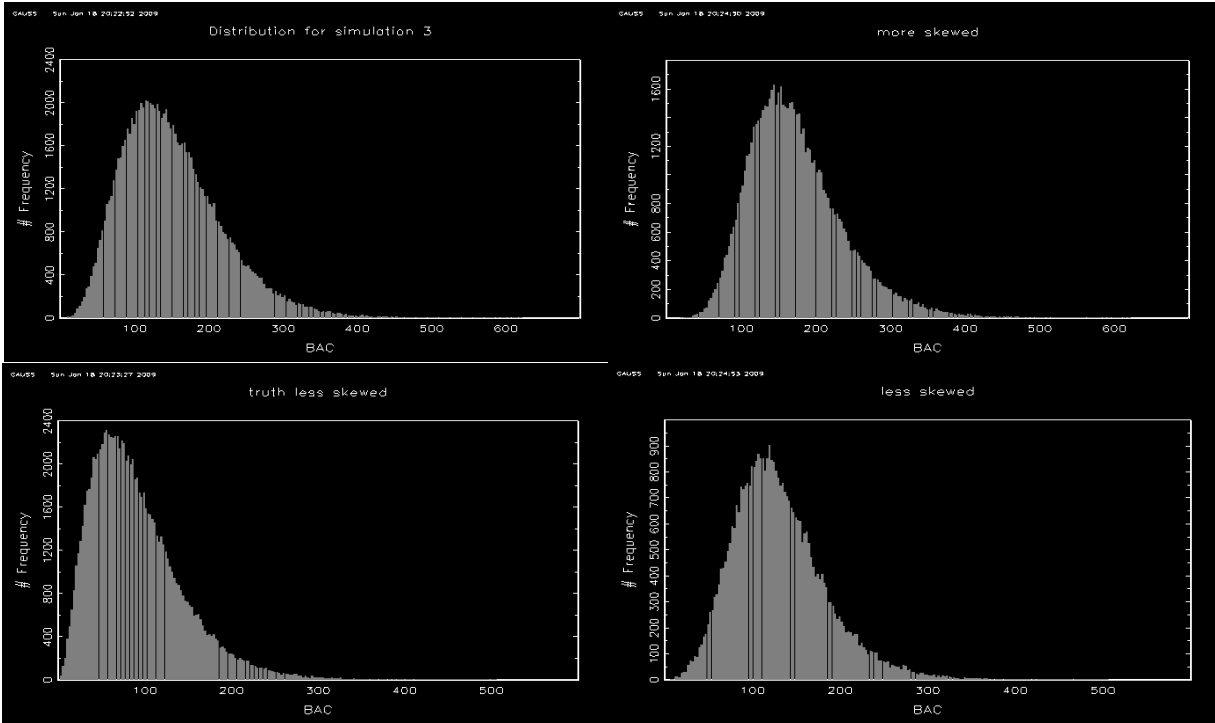 GAUSS Sun Jan 18 20:22:52 2009
Distribution for simulation 3
# Frequency
2400
2000
1600
1200
800
400
0
100 200 300 400 500 600
BAC
GAUSS Sun Jan 18 20:24:30 2009
more skewed
# Frequency
1600
1400
1200
1000
800
600
400
200
0
100 200 300 400 500 600
BAC
GAUSS Sun Jan 18 20:23:27 2009
truth less skewed
# Frequency
2400
2000
1600
1200
800
400
0
100 200 300 400 500
BAC
GAUSS Sun Jan 18 20:24:53 2009
less skewed
# Frequency
900
800
700
600
500
400
300
200
100
0
100 200 300 400 500
BAC